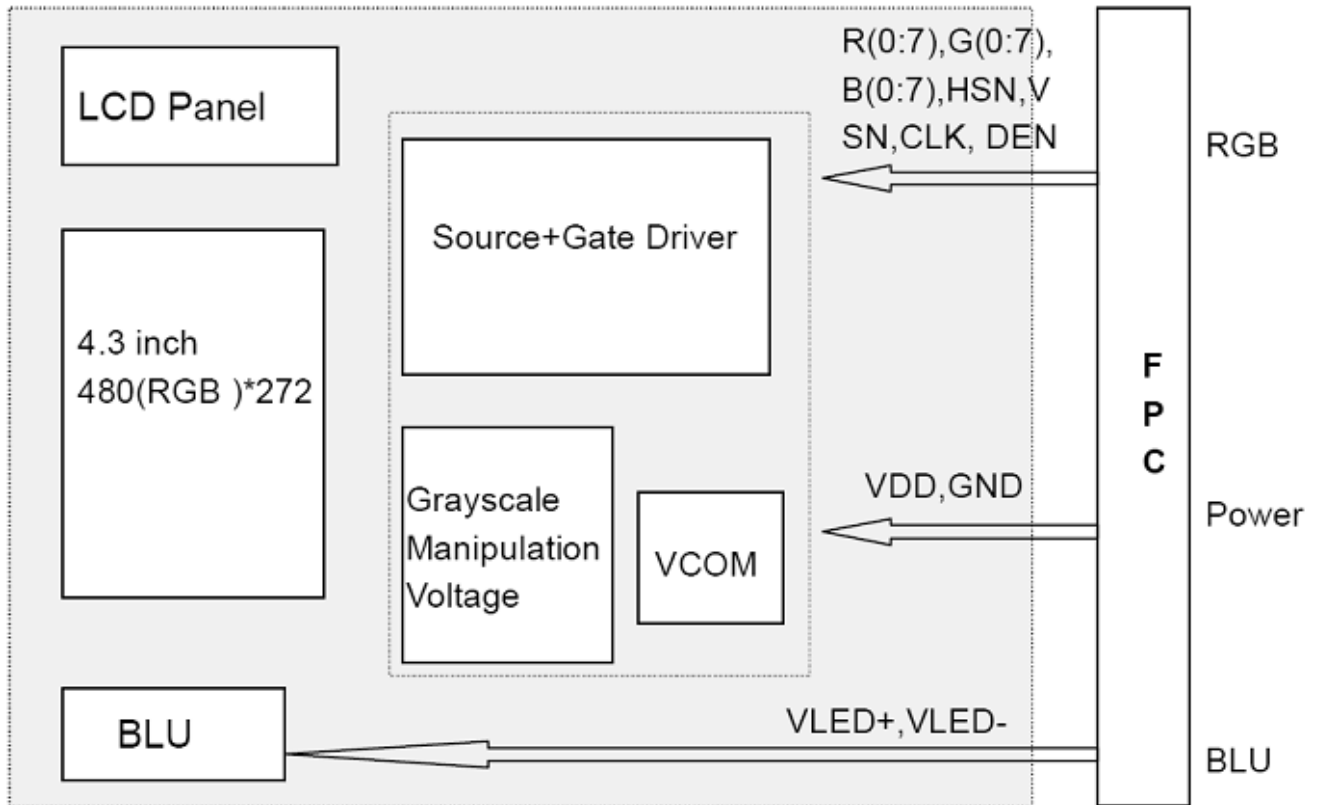 LCD Panel
4.3 inch
480(RGB )*272
BLU
Source+Gate Driver
Grayscale
Manipulation
Voltage
VCOM
R(0:7),G(0:7),
B(0:7),HSN,V
SN,CLK, DEN
VDD,GND
VLED+,VLED-
F
P
C
RGB
Power
BLU